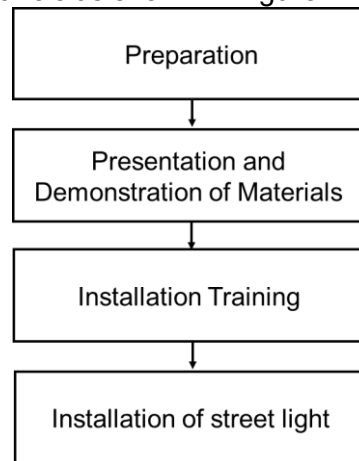 Preparation
Presentation and
Demonstration of Materials
Installation Training
Installation of street light